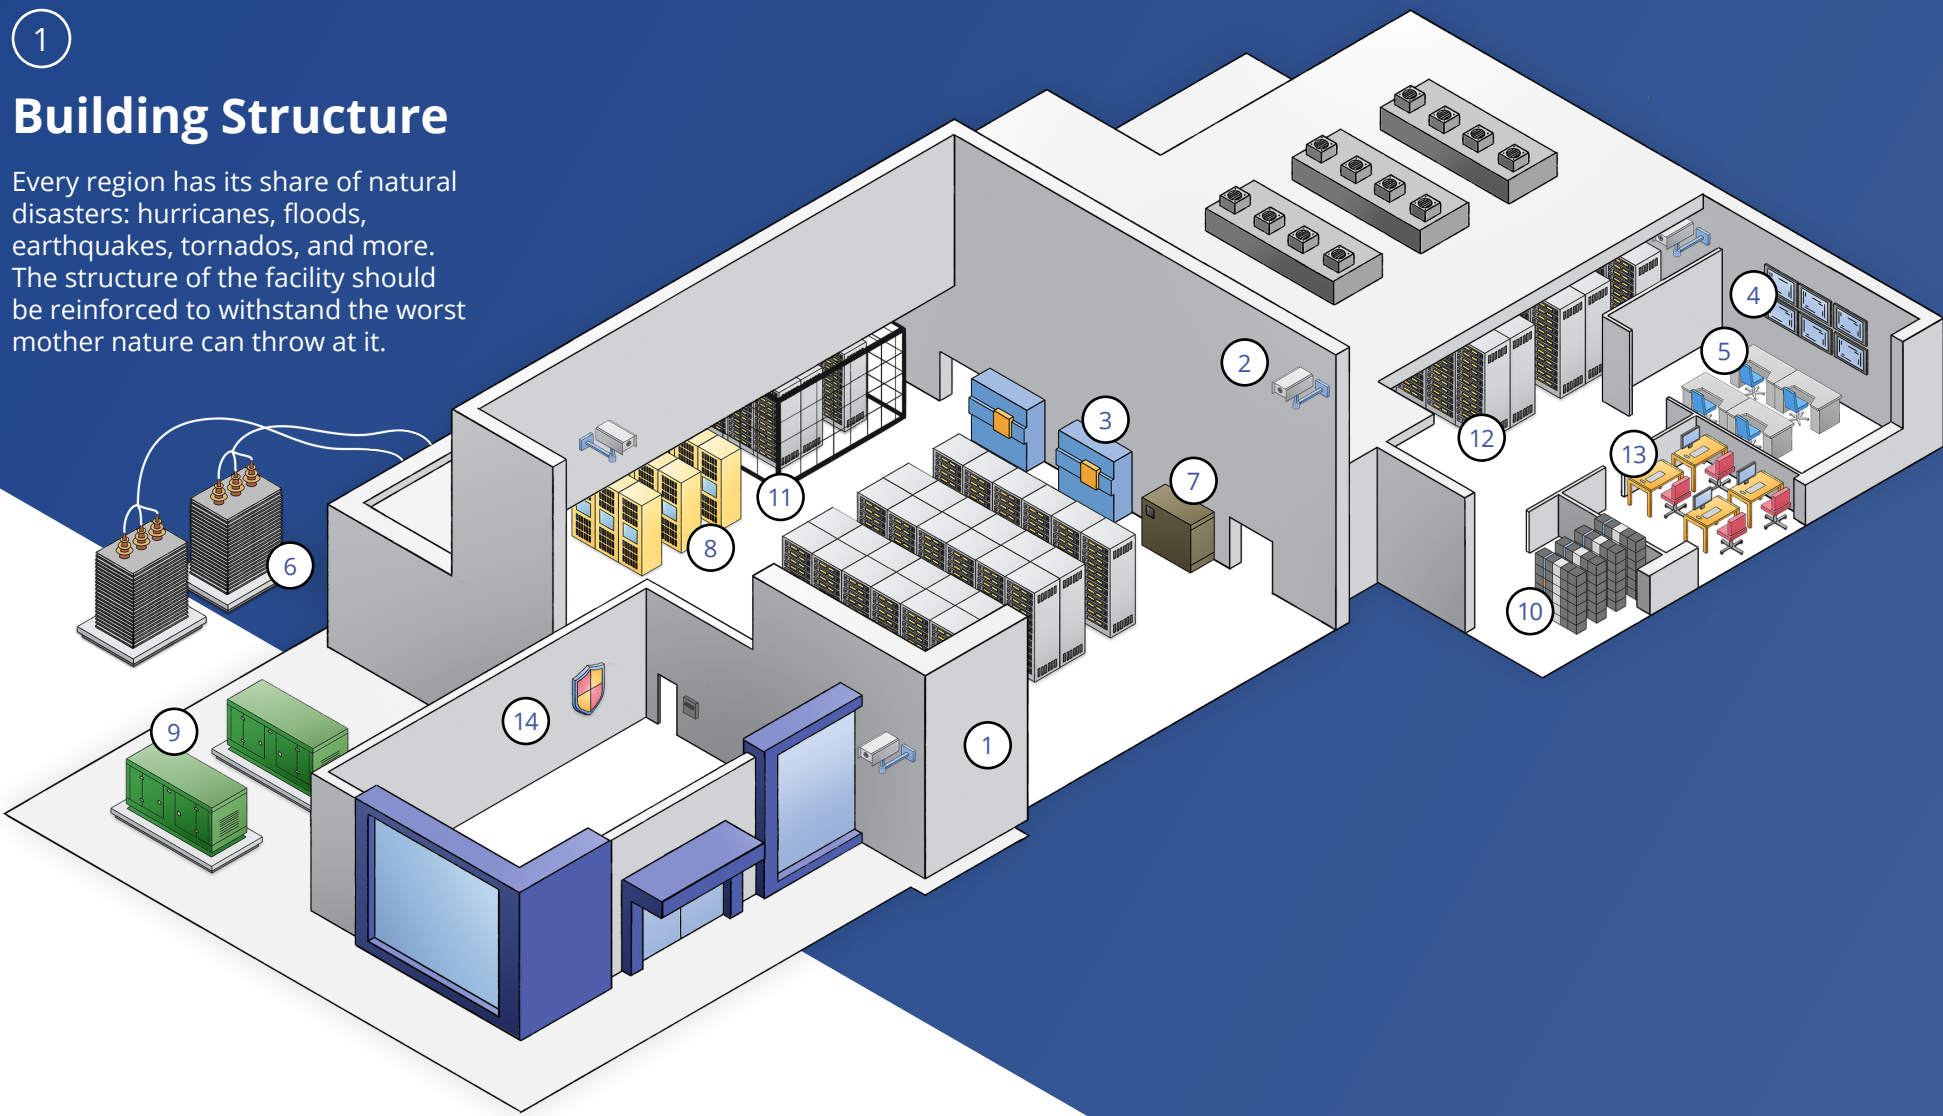 1
Building Structure
Every region has its share of natural
disasters: hurricanes, floods,
earthquakes, tornados, and more.
The structure of the facility should
be reinforced to withstand the worst
mother nature can throw at it.
4
5
2
3
12
13
7
11
8
6
10
14
9
1